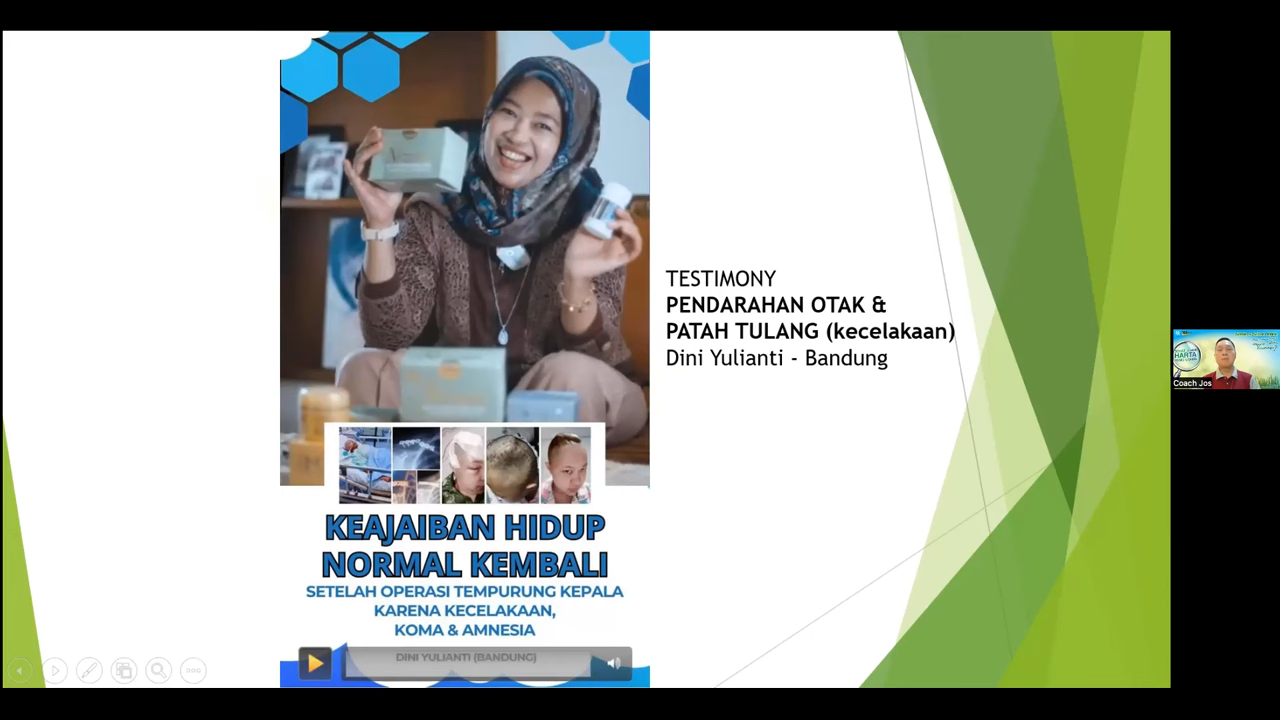 KEAJAIBAN HIDUP
NORMAL KEMBALI
SETELAH OPERASI TEMPURUNG KEPALA
KARENA KECELAKAAN,
KOMA & AMNESIA
DINI YULIANTI (BANDUNG)
TESTIMONY
PENDARAHAN OTAK &
PATAH TULANG (kecelakaan)
Dini Yulianti - Bandung
HARTA
Coach Jos